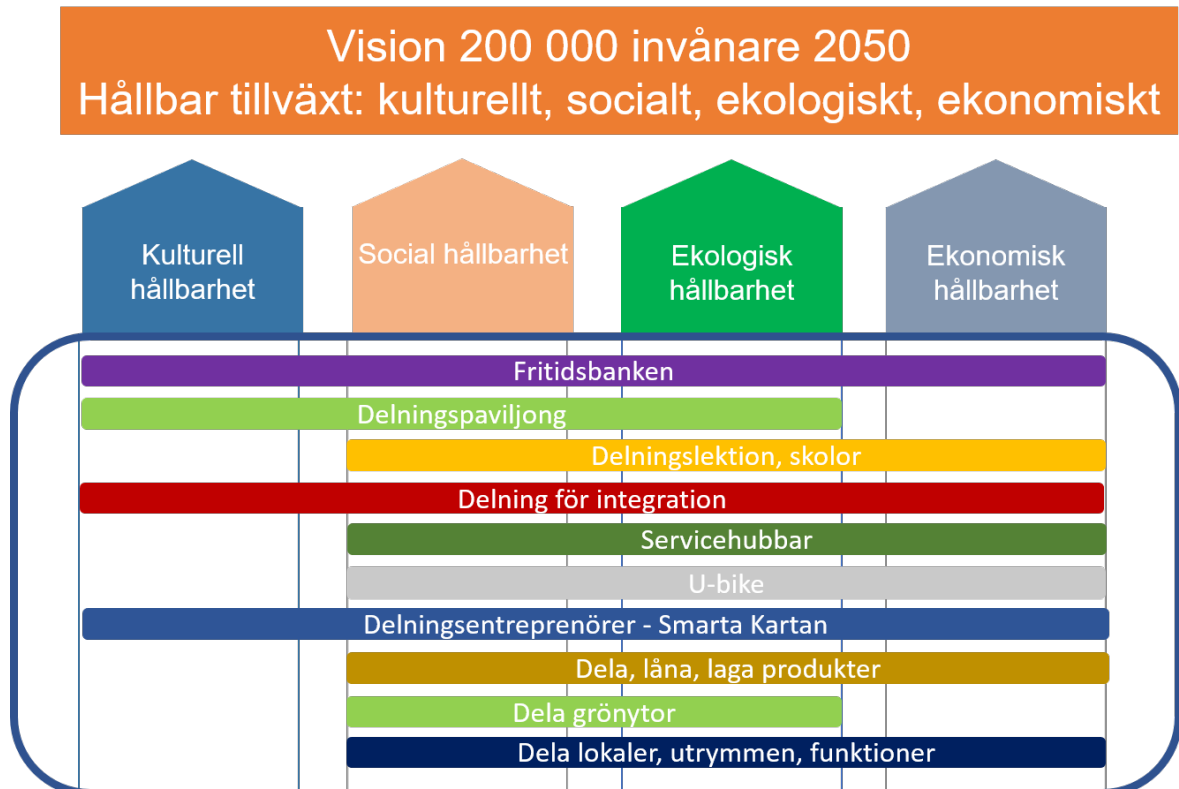 Vision 200 000 invånare 2050
Hållbar tillväxt: kulturellt, socialt, ekologiskt, ekonomiskt
Kulturell
hållbarhet
Social hållbarhet
Ekologisk
hållbarhet
Ekonomisk
hållbarhet
Fritidsbanken
Delningspaviljong
Delningslektion, skolor
Delning för integration
Servicehubbar
U-bike
Delningsentreprenörer - Smarta Kartan
Dela, låna, laga produkter
Dela grönytor
Dela lokaler, utrymmen, funktioner